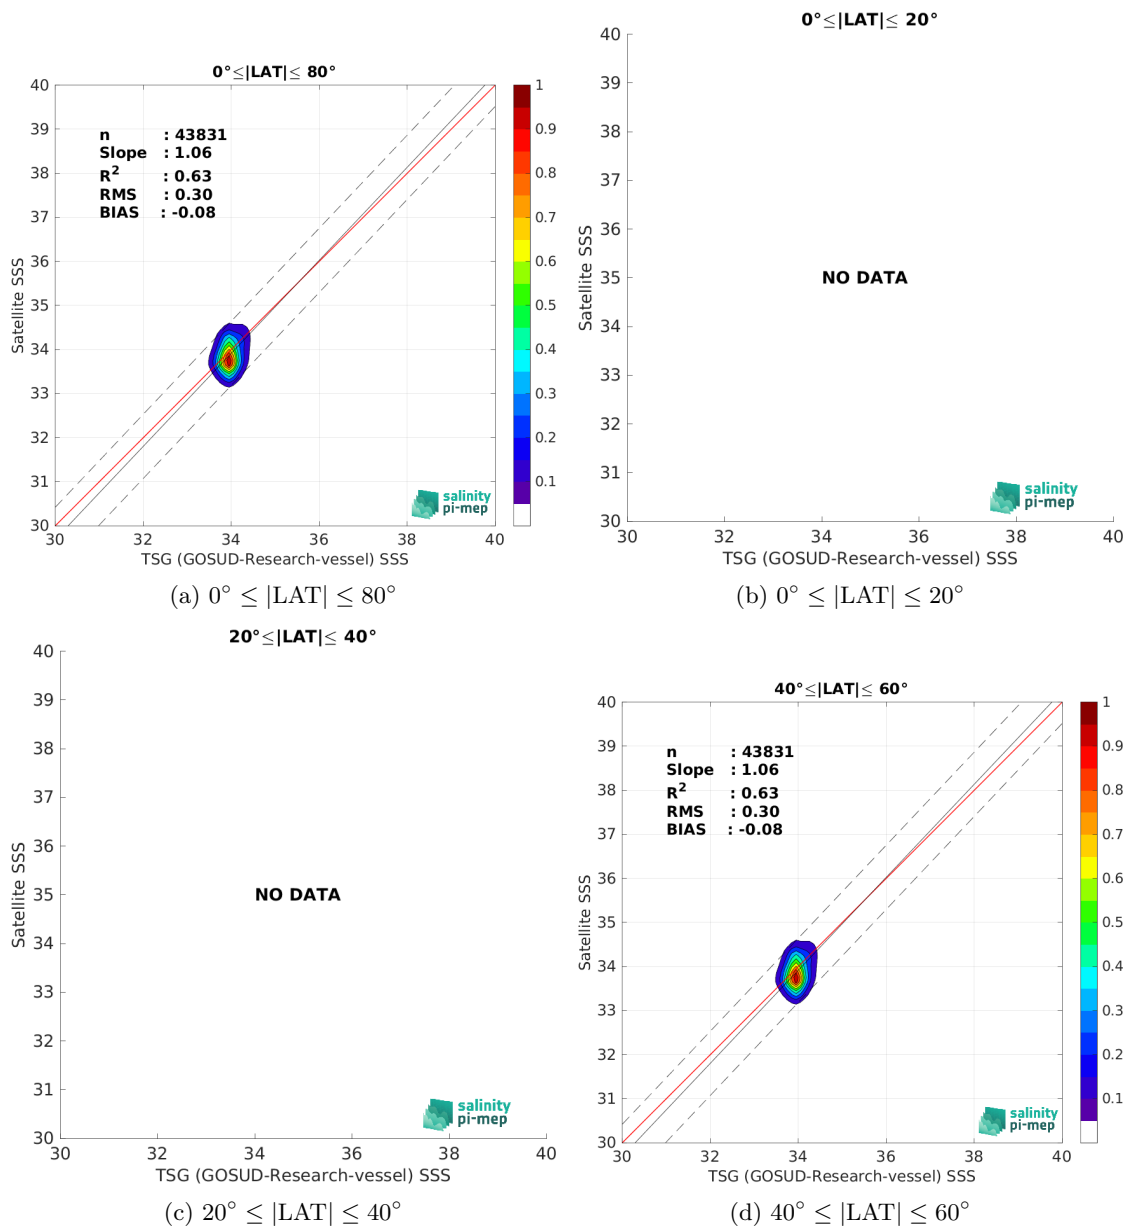 0°≤|LAT|≤ 80°
40
39
38
37
36
35
34
33
32
31
30
Satellite SSS
n : 43831
Slope : 1.06
R² : 0.63
RMS : 0.30
BIAS : -0.08
salinity
pi-mep
30 32 34 36 38 40
TSG (GOSUD-Research-vessel) SSS
1
0.9
0.8
0.7
0.6
0.5
0.4
0.3
0.2
0.1
(a) 0° ≤ |LAT| ≤ 80°
0°≤|LAT|≤ 20°
40
39
38
37
36
35
34
33
32
31
30
Satellite SSS
NO DATA
salinity
pi-mep
30 32 34 36 38 40
TSG (GOSUD-Research-vessel) SSS
(b) 0° ≤ |LAT| ≤ 20°
20°≤|LAT|≤ 40°
40
39
38
37
36
35
34
33
32
31
30
Satellite SSS
NO DATA
salinity
pi-mep
30 32 34 36 38 40
TSG (GOSUD-Research-vessel) SSS
(c) 20° ≤ |LAT| ≤ 40°
40°≤|LAT|≤ 60°
40
39
38
37
36
35
34
33
32
31
30
Satellite SSS
n : 43831
Slope : 1.06
R² : 0.63
RMS : 0.30
BIAS : -0.08
salinity
pi-mep
30 32 34 36 38 40
TSG (GOSUD-Research-vessel) SSS
1
0.9
0.8
0.7
0.6
0.5
0.4
0.3
0.2
0.1
(d) 40° ≤ |LAT| ≤ 60°